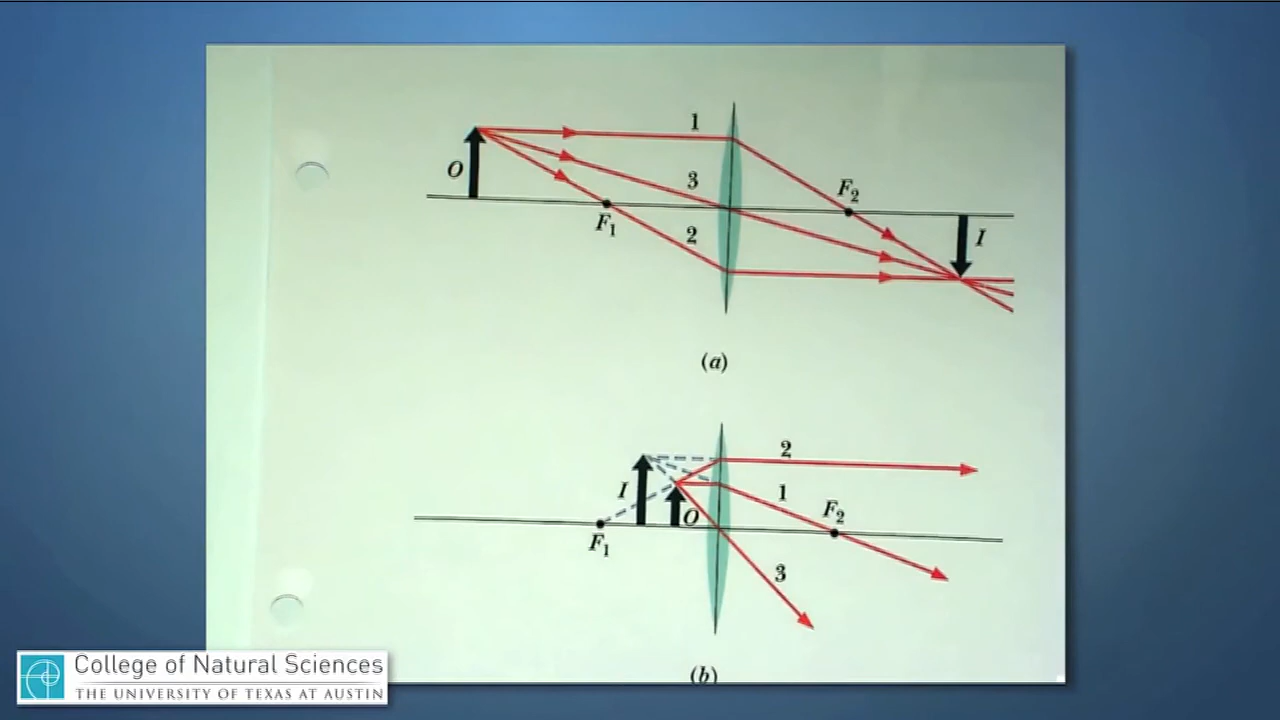 1
O
3
F2
F1
2
I
(a)
2
I
1
O
F2
F1
3
(b)
College of Natural Sciences
THE UNIVERSITY OF TEXAS AT AUSTIN